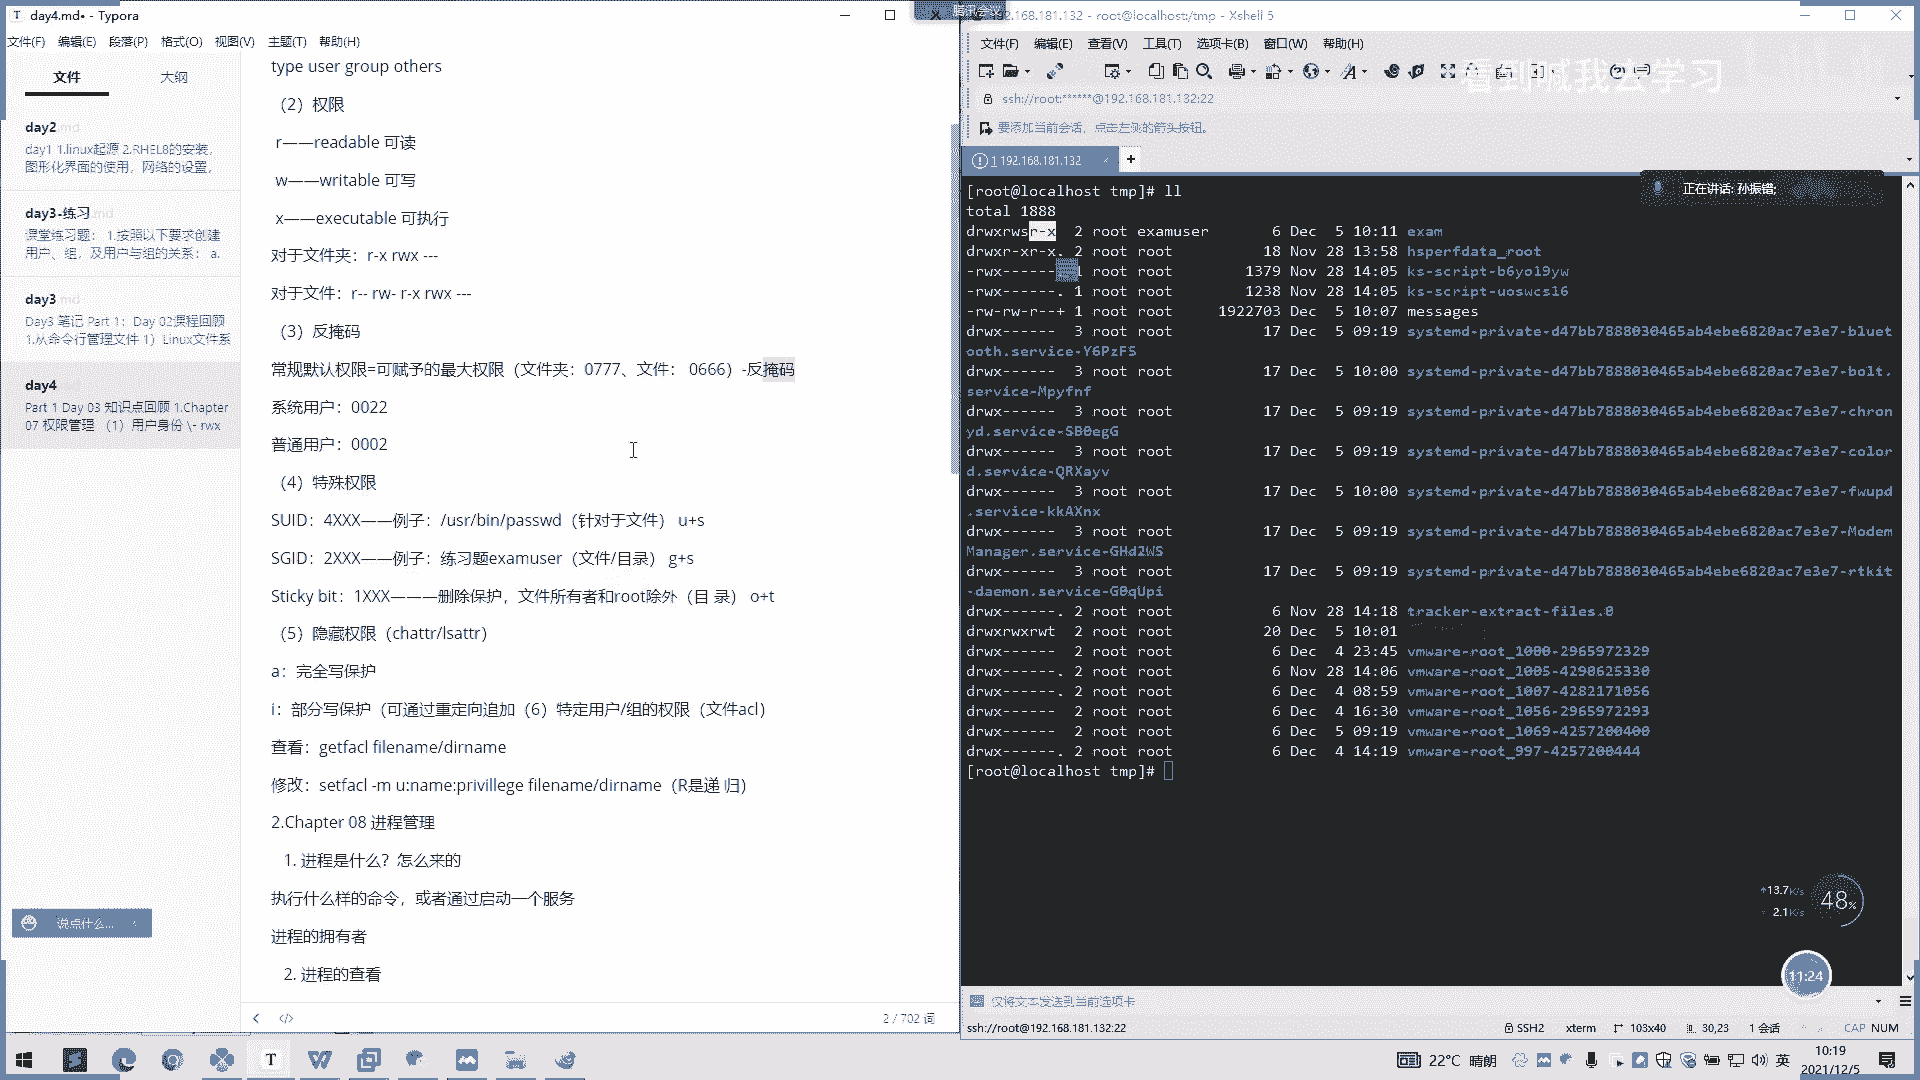 day4.md• - Typora
文件(F) 编辑(E) 段落(P) 格式(O) 视图(V) 主题(T) 帮助(H)
文件 大纲
day2.md
day1 1.linux起源 2.RHEL8的安装，
图形化界面的使用，网络的设置，
day3-练习.md
课堂练习题： 1.按照以下要求创建
用户、组，及用户与组的关系： a.
day3.md
Day3 笔记 Part 1：Day 02课程回顾
1.从命令行管理文件 1）Linux文件系
day4
Part 1 Day 03 知识点回顾 1.Chapter
07 权限管理 （1）用户身份 \- rwx
说点什么...
type user group others
（2）权限
r——readable 可读
w——writable 可写
x——executable 可执行
对于文件夹：r-x rwx ---
对于文件：r-- rw- r-x rwx ---
（3）反掩码
常规默认权限=可赋予的最大权限（文件夹：0777、文件： 0666）-反掩码
系统用户：0022
普通用户：0002
（4）特殊权限
SUID：4XXX——例子：/usr/bin/passwd（针对于文件） u+s
SGID：2XXX——例子：练习题examuser（文件/目录） g+s
Sticky bit：1XXX———删除保护，文件所有者和root除外（目 录） o+t
（5）隐藏权限（chattr/lsattr）
a：完全写保护
i：部分写保护（可通过重定向追加（6）特定用户/组的权限（文件acl）
查看：getfacl filename/dirname
修改：setfacl -m u:name:privillege filename/dirname（R是递 归）
2.Chapter 08 进程管理
1. 进程是什么？怎么来的
执行什么样的命令，或者通过启动一个服务
进程的拥有者
2. 进程的查看
2 / 702 词
腾讯会议
192.168.181.132 - root@localhost:/tmp - Xshell 5
文件(F) 编辑(E) 查看(V) 工具(T) 选项卡(B) 窗口(W) 帮助(H)
看到喊我去学习
ssh://root:******@192.168.181.132:22
要添加当前会话，点击左侧的箭头按钮。
1 192.168.181.132
正在讲话: 孙振锴;
[root@localhost tmp]# ll
total 1888
drwxrwsr-x 2 root examuser 6 Dec 5 10:11 exam
drwxr-xr-x. 2 root root 18 Nov 28 13:58 hsperfdata_root
-rwx------ 1 root root 1379 Nov 28 14:05 ks-script-b6yol9yw
-rwx------. 1 root root 1238 Nov 28 14:05 ks-script-uoswcsl6
-rw-rw-r--+ 1 root root 1922703 Dec 5 10:07 messages
drwx------ 3 root root 17 Dec 5 09:19 systemd-private-d47bb7888030465ab4ebe6820ac7e3e7-bluet
ooth.service-Y6PzFS
drwx------ 3 root root 17 Dec 5 10:00 systemd-private-d47bb7888030465ab4ebe6820ac7e3e7-bolt.
service-Mpyfnf
drwx------ 3 root root 17 Dec 5 09:19 systemd-private-d47bb7888030465ab4ebe6820ac7e3e7-chron
yd.service-SB0egG
drwx------ 3 root root 17 Dec 5 09:19 systemd-private-d47bb7888030465ab4ebe6820ac7e3e7-color
d.service-QRXayv
drwx------ 3 root root 17 Dec 5 10:00 systemd-private-d47bb7888030465ab4ebe6820ac7e3e7-fwupd
.service-kkAXnx
drwx------ 3 root root 17 Dec 5 09:19 systemd-private-d47bb7888030465ab4ebe6820ac7e3e7-Modem
Manager.service-GHd2WS
drwx------ 3 root root 17 Dec 5 09:19 systemd-private-d47bb7888030465ab4ebe6820ac7e3e7-rtkit
-daemon.service-G0qUpi
drwx------. 2 root root 6 Nov 28 14:18 tracker-extract-files.0
drwxrwxrwt 2 root root 20 Dec 5 10:01
drwx------. 2 root root 6 Dec 4 23:45 vmware-root_1000-2965972329
drwx------. 2 root root 6 Nov 28 14:06 vmware-root_1005-4290625330
drwx------. 2 root root 6 Dec 4 08:59 vmware-root_1007-4282171056
drwx------. 2 root root 6 Dec 4 16:30 vmware-root_1056-2965972293
drwx------ 2 root root 6 Dec 5 09:19 vmware-root_1069-4257200400
drwx------. 2 root root 6 Dec 4 14:19 vmware-root_997-4257200444
[root@localhost tmp]#
13.7K/s
2.1K/s
48%
11:24
仅将文本发送到当前选项卡
ssh://root@192.168.181.132:22 SSH2 xterm 103x40 30,23 1 会话 CAP NUM
22°C 晴朗 英 10:19
2021/12/5